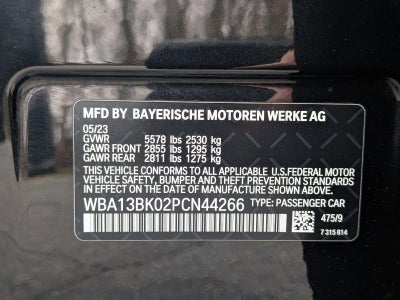 MFD BY BAYERISCHE MOTOREN WERKE AG
05/23
GVWR 5578 lbs 2530 kg
GAWR FRONT 2855 lbs 1295 kg
GAWR REAR 2811 lbs 1275 kg
THIS VEHICLE CONFORMS TO ALL APPLICABLE U.S.FEDERAL MOTOR
VEHICLE SAFETY, BUMPER, AND THEFT PREVENTION STANDARDS
IN EFFECT ON THE DATE OF MANUFACTURE SHOWN ABOVE.
WBA13BK02PCN44266 TYPE: PASSENGER CAR
475/9
7 315 814